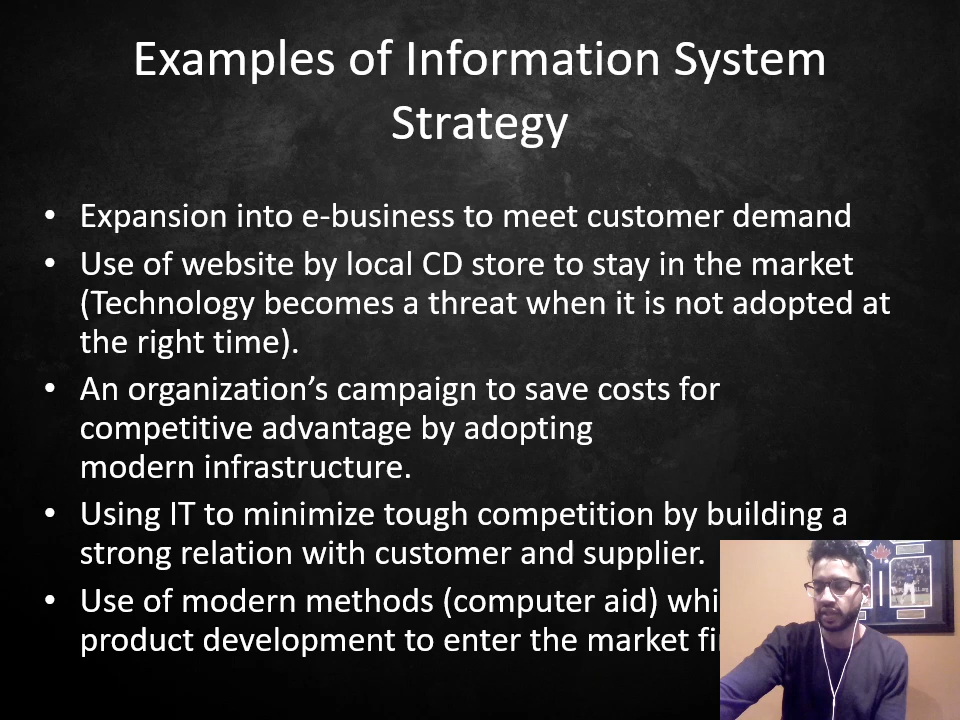 Examples of Information System
Strategy
• Expansion into e-business to meet customer demand
• Use of website by local CD store to stay in the market
(Technology becomes a threat when it is not adopted at
the right time).
• An organization’s campaign to save costs for
competitive advantage by adopting
modern infrastructure.
• Using IT to minimize tough competition by building a
strong relation with customer and supplier.
• Use of modern methods (computer aid)
product development to enter the market